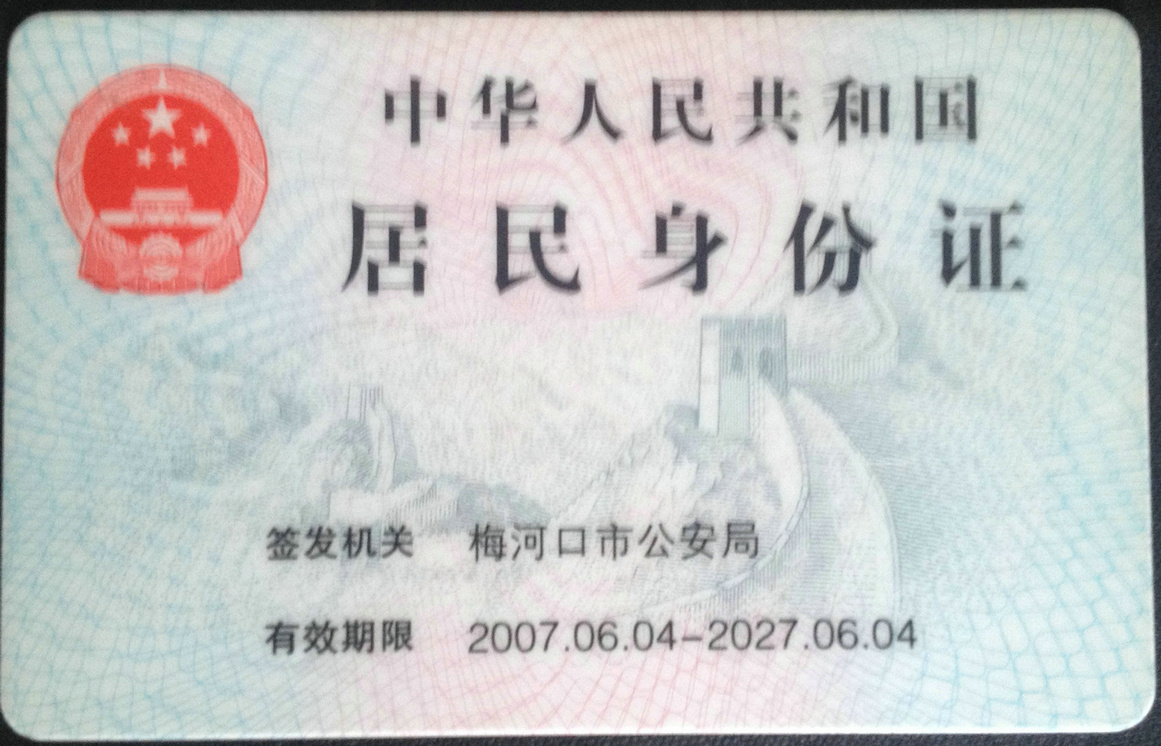 中华人民共和国
居民身份证
签发机关 梅河口市公安局
有效期限 2007.06.04-2027.06.04